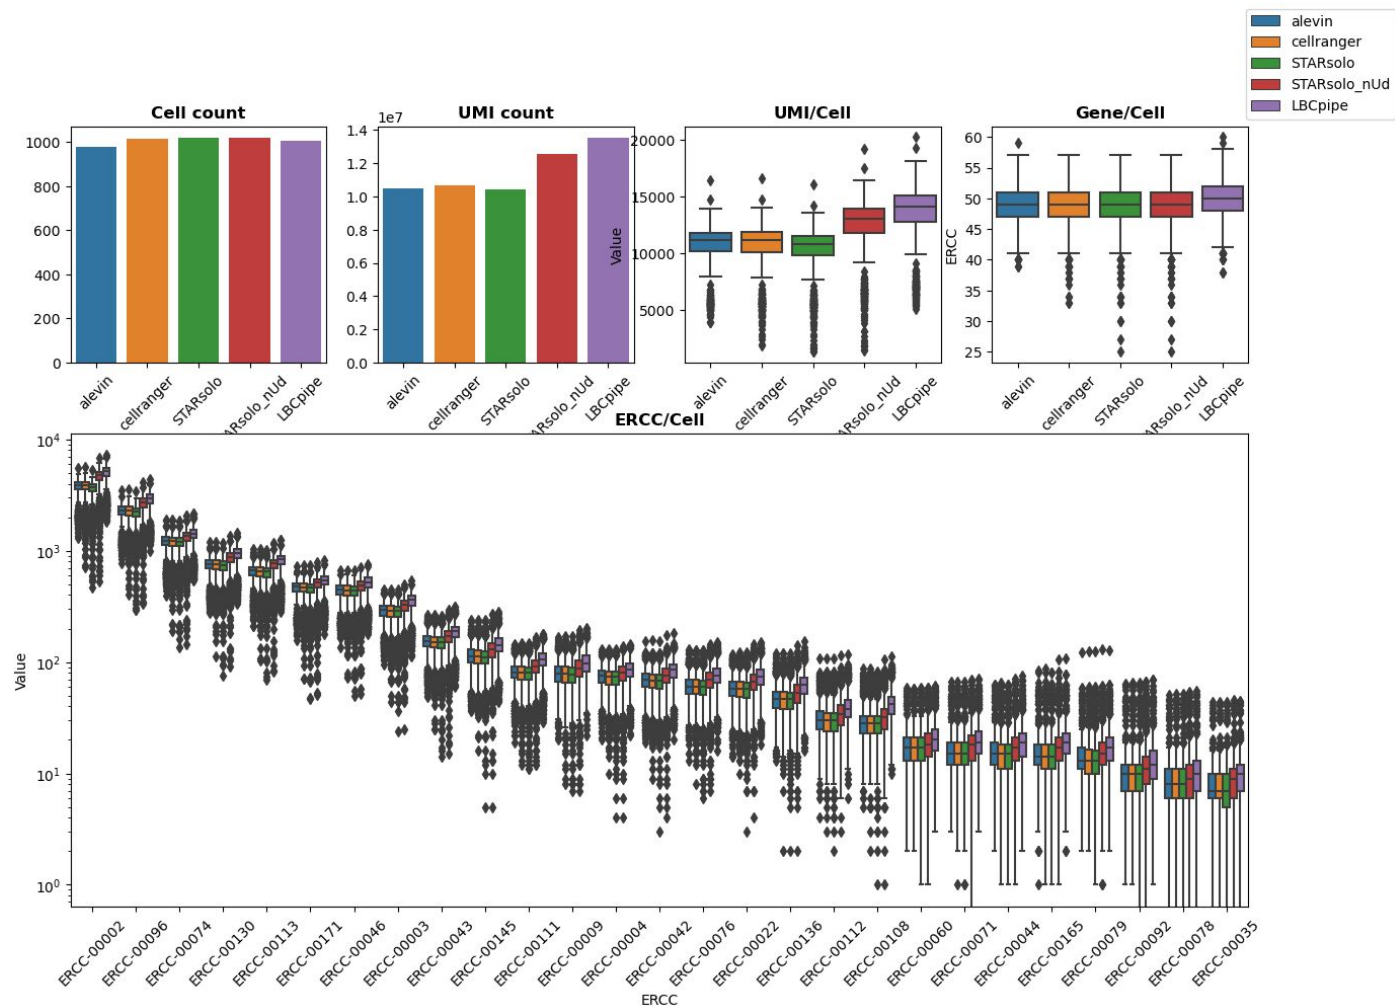 alevin
cellranger
STARsolo
STARsolo_nUd
LBCpipe
Cell count
UMI count
UMI/Cell
Gene/Cell
1000
800
600
400
200
0
alevin
cellranger
STARsolo
ARsolo_nUd
LBCpipe
1e7
1.4
1.2
1.0
0.8
0.6
0.4
0.2
0.0
alevin
cellranger
STARsolo
ARsolo_nUd
LBCpipe
Value
20000
15000
10000
5000
alevin
cellranger
STARsolo
ARsolo_nUd
LBCpipe
ERCC
60
55
50
45
40
35
30
25
alevin
cellranger
STARsolo
ARsolo_nUd
LBCpipe
ERCC/Cell
Value
10⁴
10³
10²
10¹
10⁰
ERCC-00002
ERCC-00096
ERCC-00074
ERCC-00130
ERCC-00113
ERCC-00171
ERCC-00046
ERCC-00003
ERCC-00043
ERCC-00145
ERCC-00111
ERCC-00009
ERCC-00004
ERCC-00042
ERCC-00076
ERCC-00022
ERCC-00136
ERCC-00112
ERCC-00108
ERCC-00060
ERCC-00071
ERCC-00044
ERCC-00165
ERCC-00079
ERCC-00092
ERCC-00078
ERCC-00035
ERCC